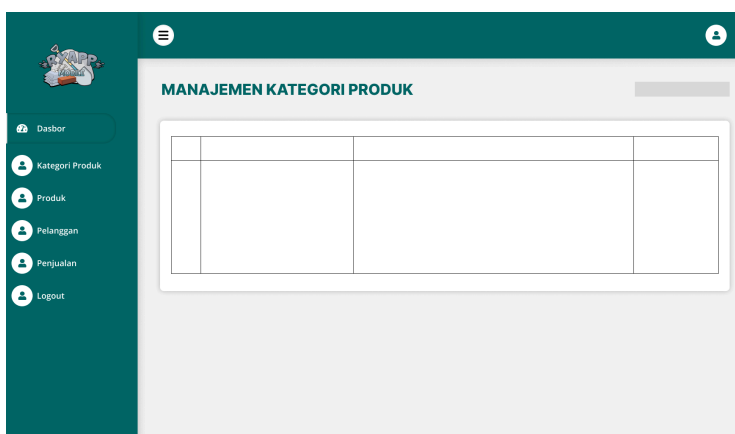 MANAJEMEN KATEGORI PRODUK
Dasbor
Kategori Produk
Produk
Pelanggan
Penjualan
Logout